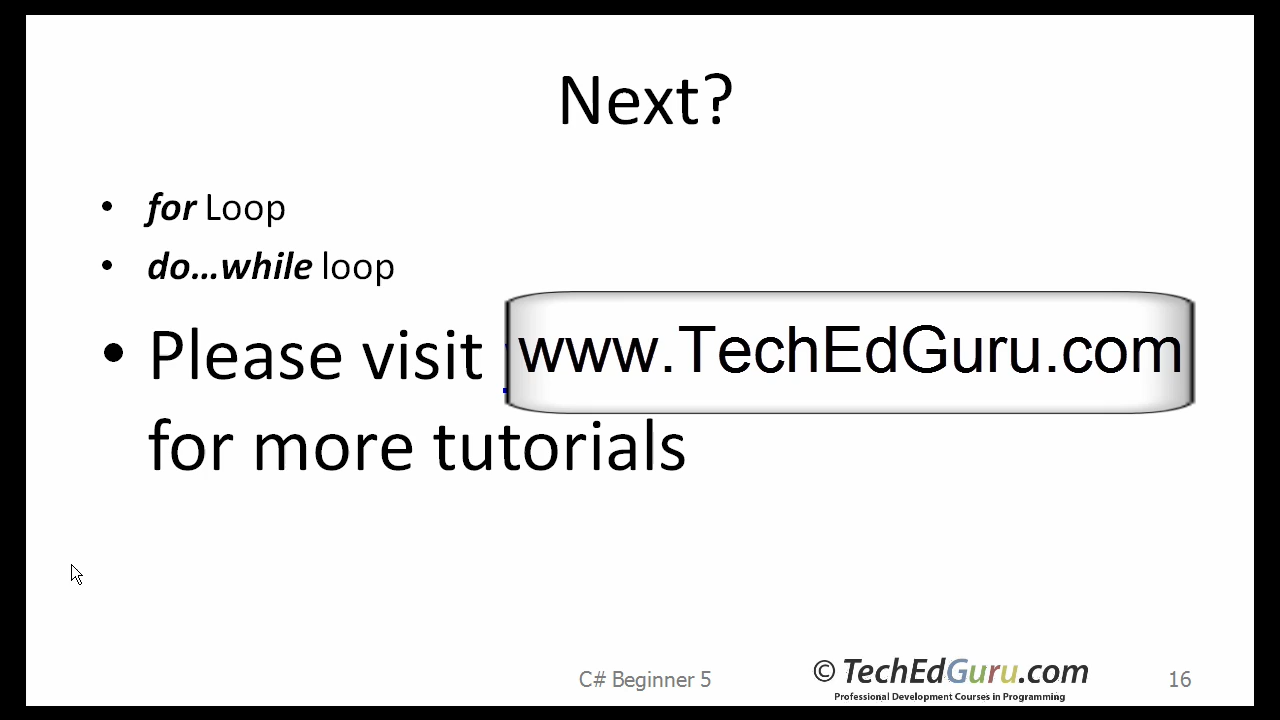 Next?
• for Loop
• do...while loop
• Please visit www.TechEdGuru.com
for more tutorials
C# Beginner 5
© TechEdGuru.com
Professional Development Courses in Programming
16